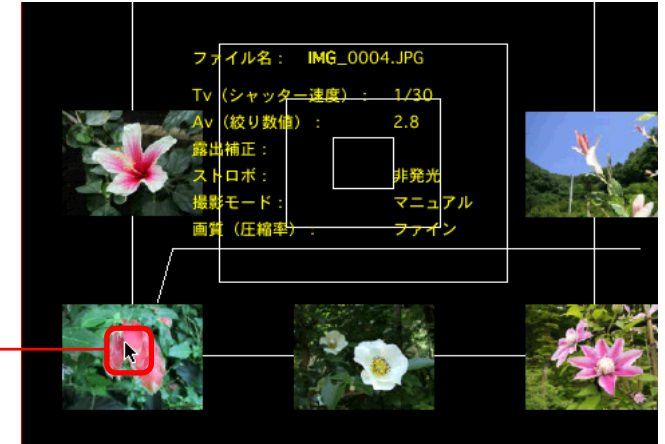 ファイル名： IMG_0004.JPG
Tv（シャッター速度）： 1/30
Av（絞り数値）： 2.8
露出補正：
ストロボ： 非発光
撮影モード： マニュアル
画質（圧縮率）： ファイン